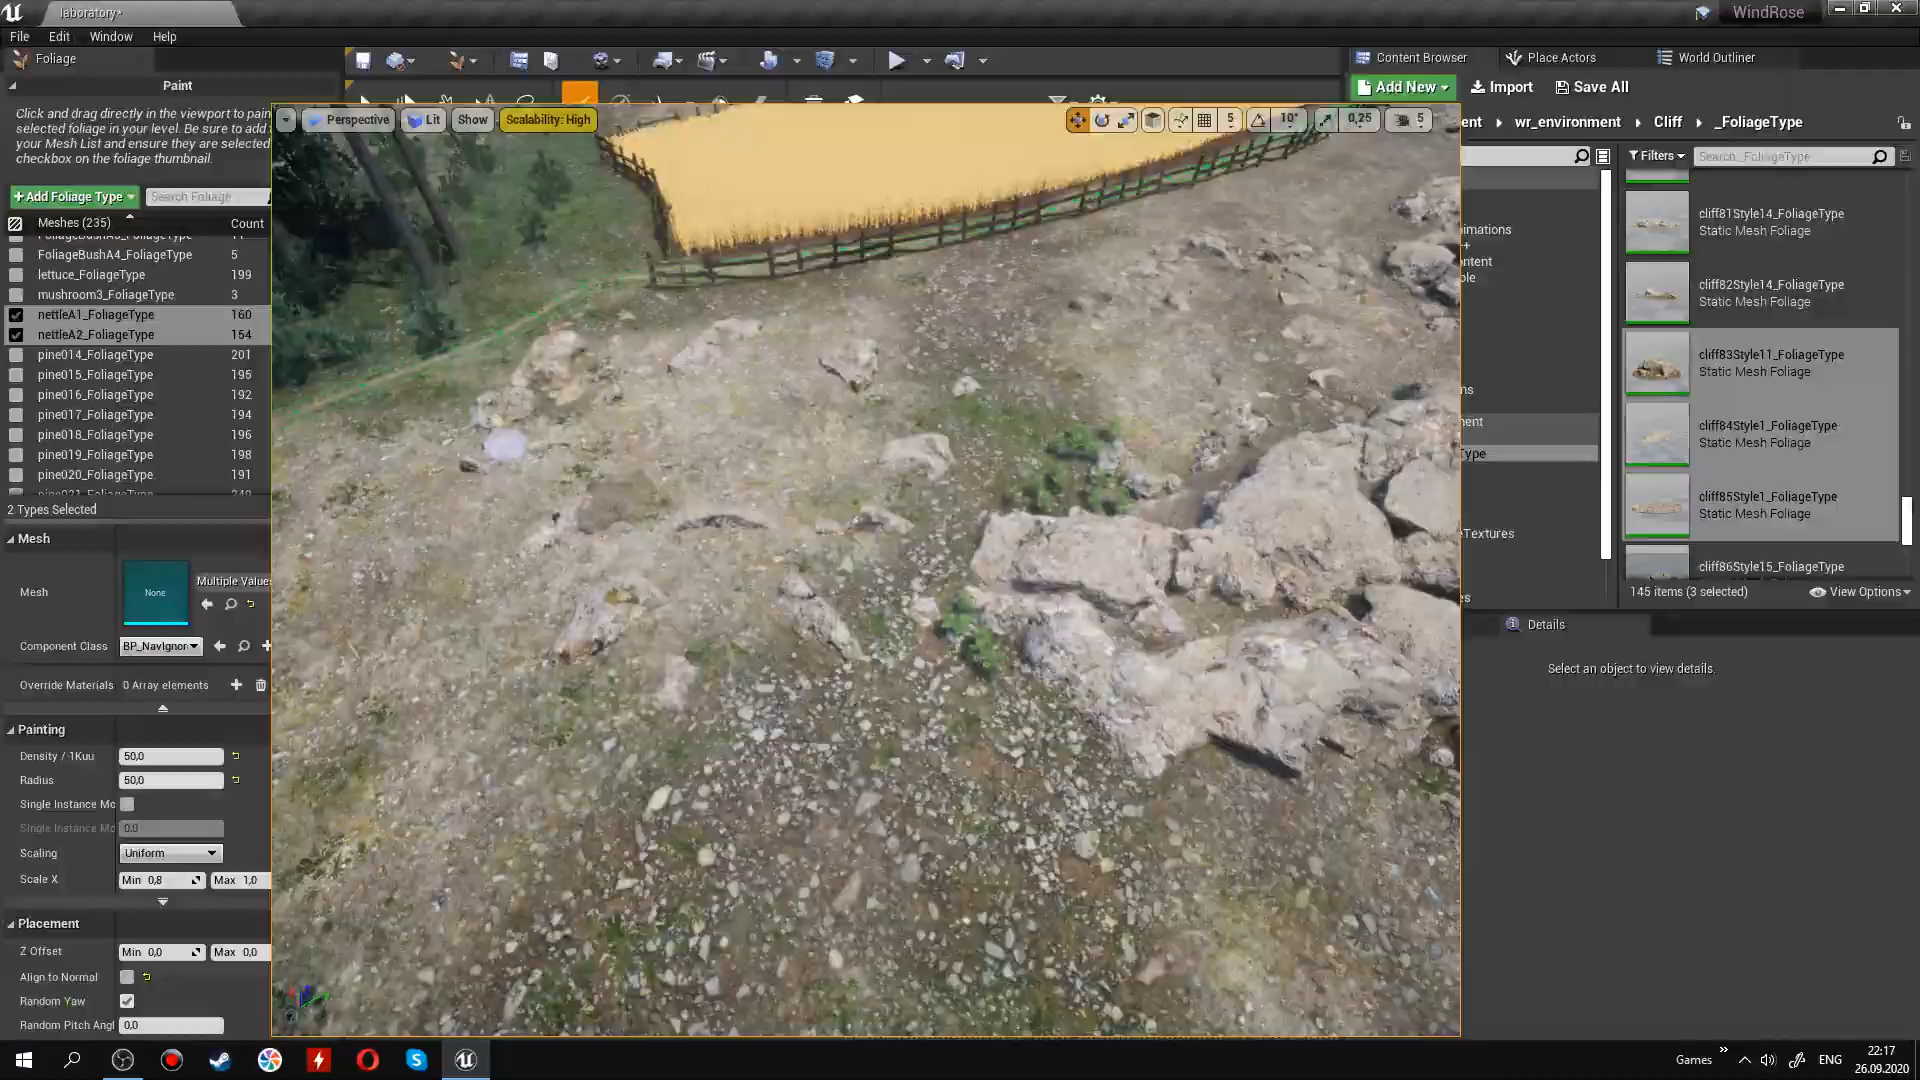 laboratory*
WindRose
File Edit Window Help
Foliage
Content Browser
Place Actors
World Outliner
Paint
Add New
Import
Save All
Click and drag directly in the viewport to pain
selected foliage in your level. Be sure to add
your Mesh List and ensure they are selected
checkbox on the foliage thumbnail.
Perspective
Lit
Show
Scalability: High
5
10°
0,25
5
ent
wr_environment
Cliff
_FoliageType
Filters
Search _FoliageType
+Add Foliage Type
Search Foliage
Meshes (235) Count
FoliageBushA4_FoliageType 5
lettuce_FoliageType 199
mushroom3_FoliageType 3
nettleA1_FoliageType 160
nettleA2_FoliageType 154
pine014_FoliageType 201
pine015_FoliageType 195
pine016_FoliageType 192
pine017_FoliageType 194
pine018_FoliageType 196
pine019_FoliageType 198
pine020_FoliageType 191
2 Types Selected
Mesh
Mesh
None
Multiple Values
Component Class
BP_NavIgnor
Override Materials 0 Array elements
Painting
Density / 1Kuu 50,0
Radius 50,0
Single Instance Mo
Single Instance Mo 0.0
Scaling Uniform
Scale X Min 0,8 Max 1,0
Placement
Z Offset Min 0,0 Max 0,0
Align to Normal
Random Yaw
Random Pitch Angl 0,0
imations
ntent
ble
ns
nent
Type
eTextures
es
cliff81Style14_FoliageType
Static Mesh Foliage
cliff82Style14_FoliageType
Static Mesh Foliage
cliff83Style11_FoliageType
Static Mesh Foliage
cliff84Style1_FoliageType
Static Mesh Foliage
cliff85Style1_FoliageType
Static Mesh Foliage
cliff86Style15_FoliageType
145 items (3 selected)
View Options
Details
Select an object to view details.
Games
ENG
22:17
26.09.2020